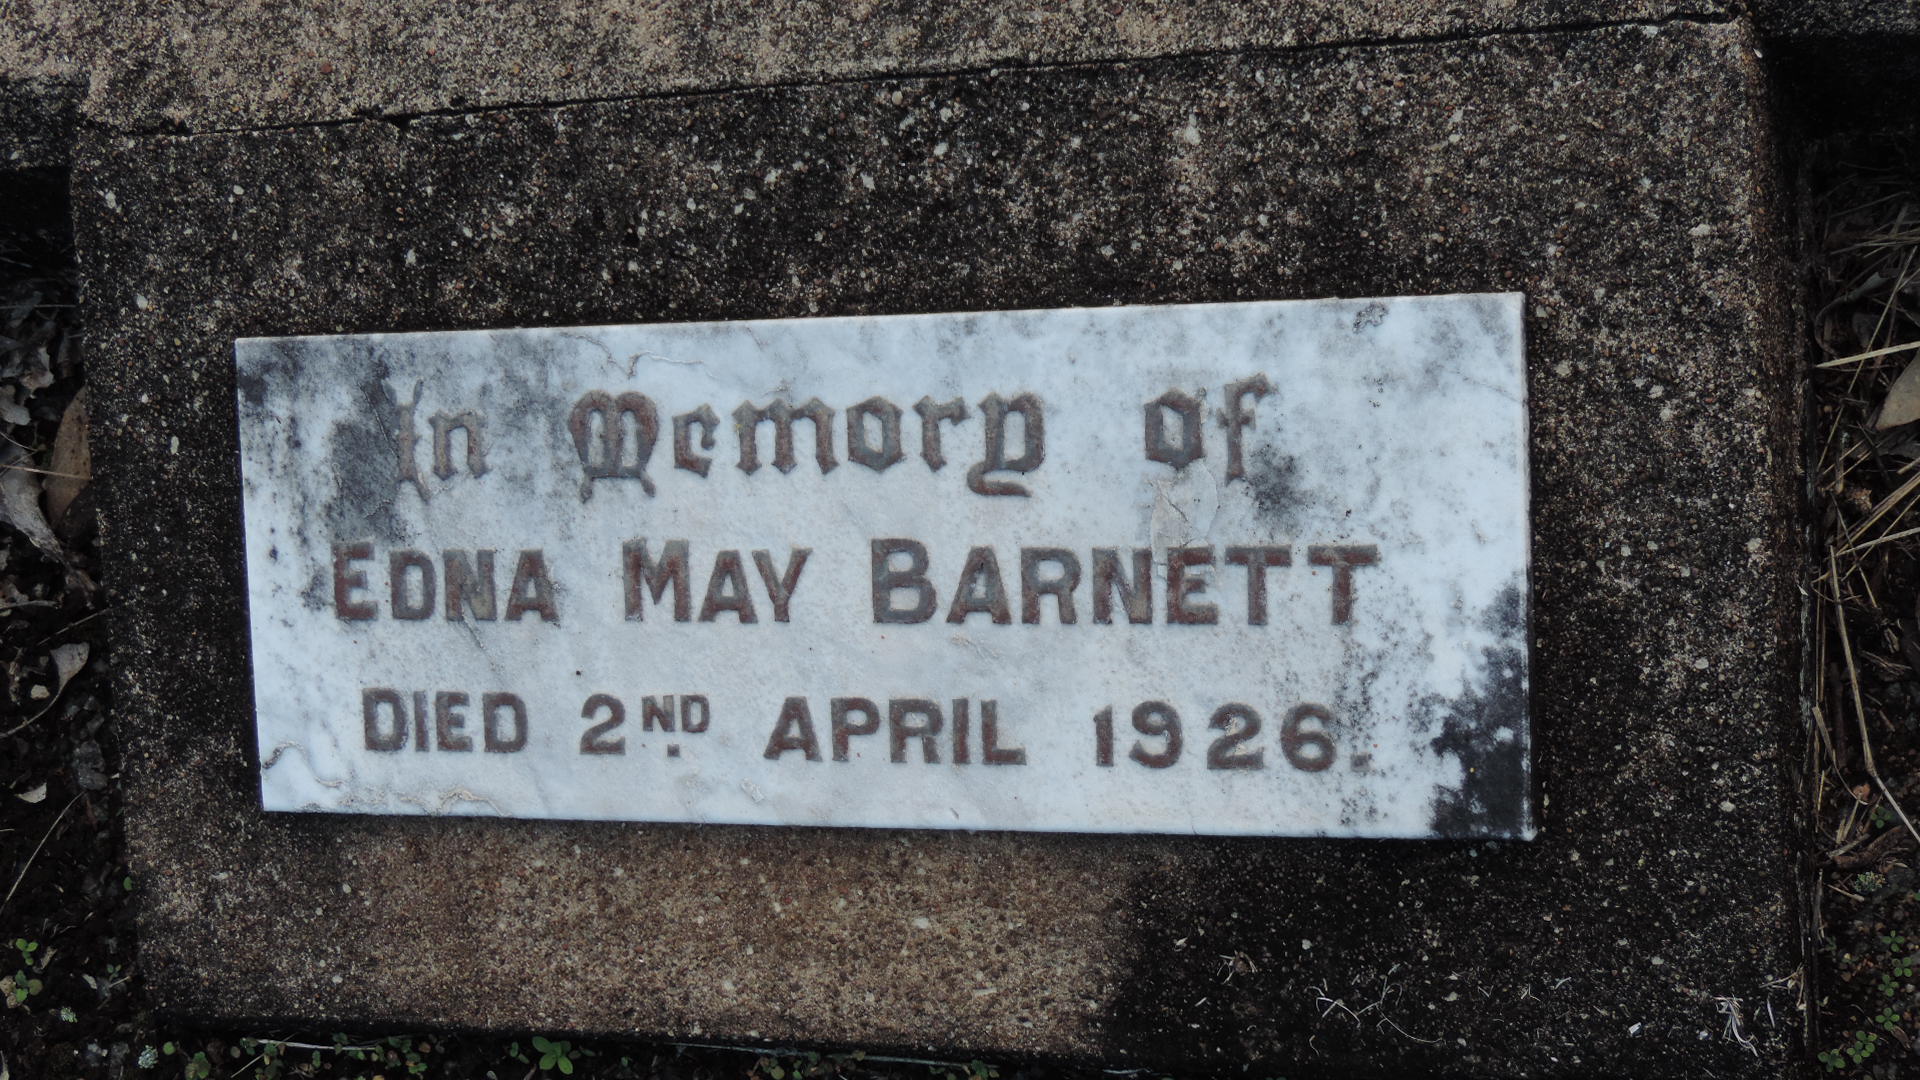 In Memory of
EDNA MAY BARNETT
DIED 2ND APRIL 1926.